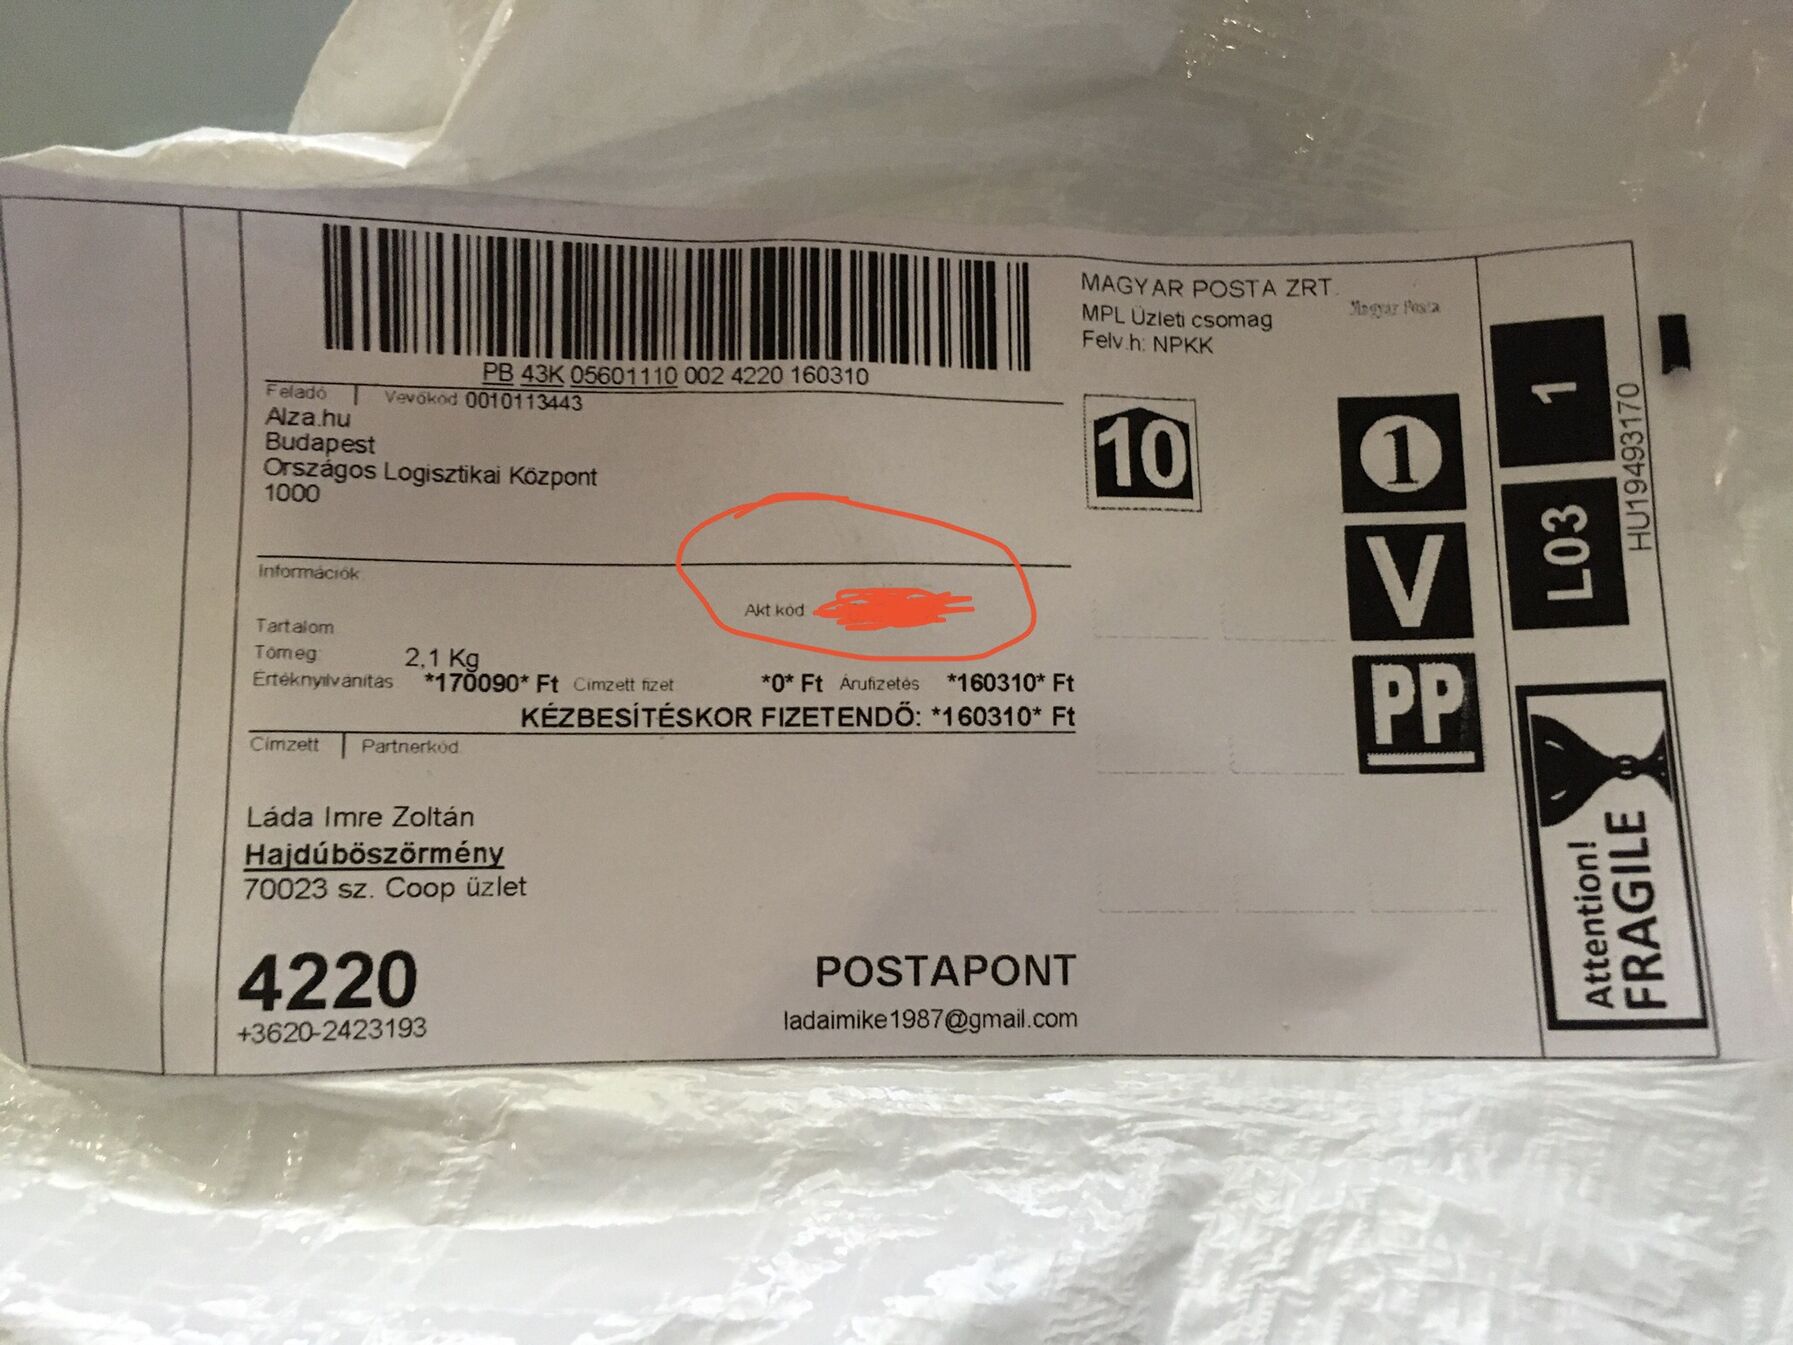 PB 43K 05601110 002 4220 160310
Feladó Vevőkód 0010113443
Alza.hu
Budapest
Országos Logisztikai Központ
1000
Információk
Akt kód
Tartalom
Tömeg 2,1 Kg
Értéknyilvánítás *170090* Ft Címzett fizet *0* Ft Árufizetés *160310* Ft
KÉZBESÍTÉSKOR FIZETENDŐ: *160310* Ft
Címzett Partnerkód
Láda Imre Zoltán
Hajdúböszörmény
70023 sz. Coop üzlet
4220
+3620-2423193
POSTAPONT
ladaimike1987@gmail.com
MAGYAR POSTA ZRT.
Magyar Posta
MPL Üzleti csomag
Felv.h: NPKK
10
1
V
PP
1
L03
HU19493170
Attention!
FRAGILE